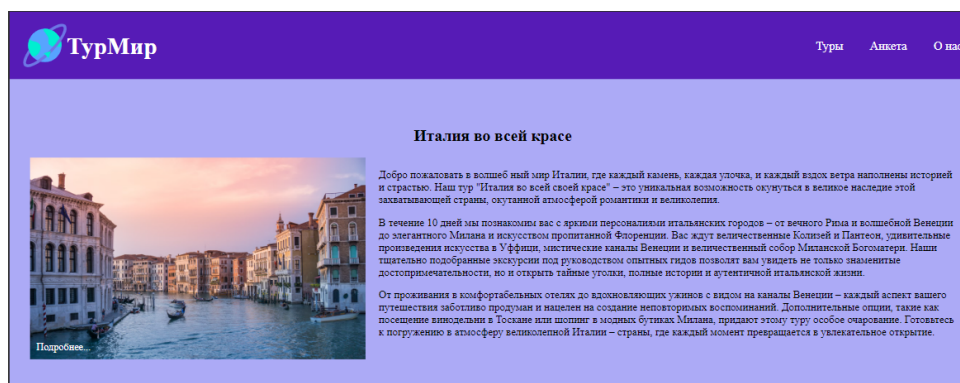 ТурМир
Туры Анкета О нас
Италия во всей красе
Добро пожаловать в волшеб ный мир Италии, где каждый камень, каждая улочка, и каждый вздох ветра наполнены историей
и страстью. Наш тур "Италия во всей своей красе" – это уникальная возможность окунуться в великое наследие этой
захватывающей страны, окутанной атмосферой романтики и великолепия.
В течение 10 дней мы познакомим вас с яркими персоналиями итальянских городов – от вечного Рима и волшебной Венеции
до элегантного Милана и искусством пропитанной Флоренции. Вас ждут величественные Колизей и Пантеон, удивительные
произведения искусства в Уффици, мистические каналы Венеции и величественный собор Миланской Богоматери. Наши
тщательно подобранные экскурсии под руководством опытных гидов позволят вам увидеть не только знаменитые
достопримечательности, но и открыть тайные уголки, полные истории и аутентичной итальянской жизни.
От проживания в комфортабельных отелях до вдохновляющих ужинов с видом на каналы Венеции – каждый аспект вашего
путешествия заботливо продуман и нацелен на создание неповторимых воспоминаний. Дополнительные опции, такие как
посещение винодельни в Тоскане или шопинг в модных бутиках Милана, придают этому туру особое очарование. Готовьтесь
к погружению в атмосферу великолепной Италии – страны, где каждый момент превращается в увлекательное открытие.
Подробнее...